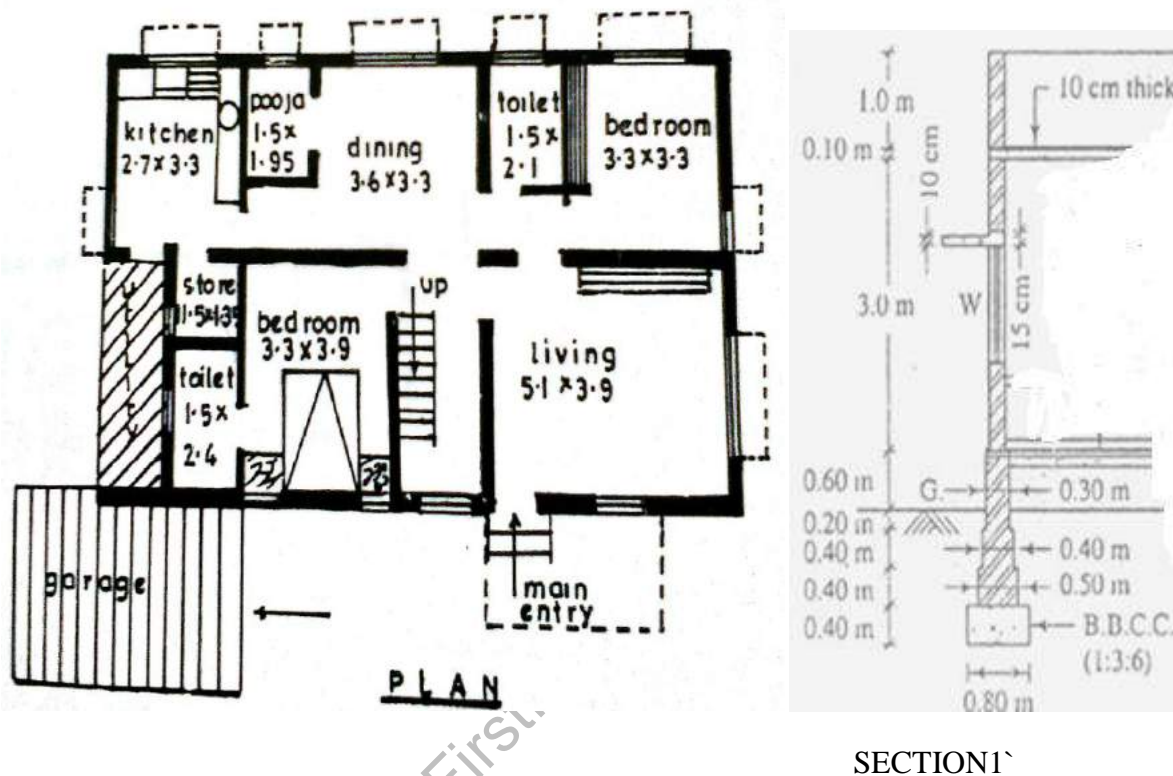 kitchen
2.7 x 3.3
pooja
1.5 x
1.95
dining
3.6 x 3.3
toilet
1.5 x
2.1
bed room
3.3 x 3.3
store
1.5 x 1.35
bed room
3.3 x 3.9
up
living
5.1 x 3.9
toilet
1.5 x
2.4
garage
main
entry
PLAN
1.0 m
10 cm thick
0.10 m
10 cm
3.0 m
W
15 cm
0.60 m
G.
0.30 m
0.20 m
0.40 m
0.40 m
0.40 m
0.50 m
0.40 m
B.B.C.C.
(1:3:6)
0.80 m
SECTION1`